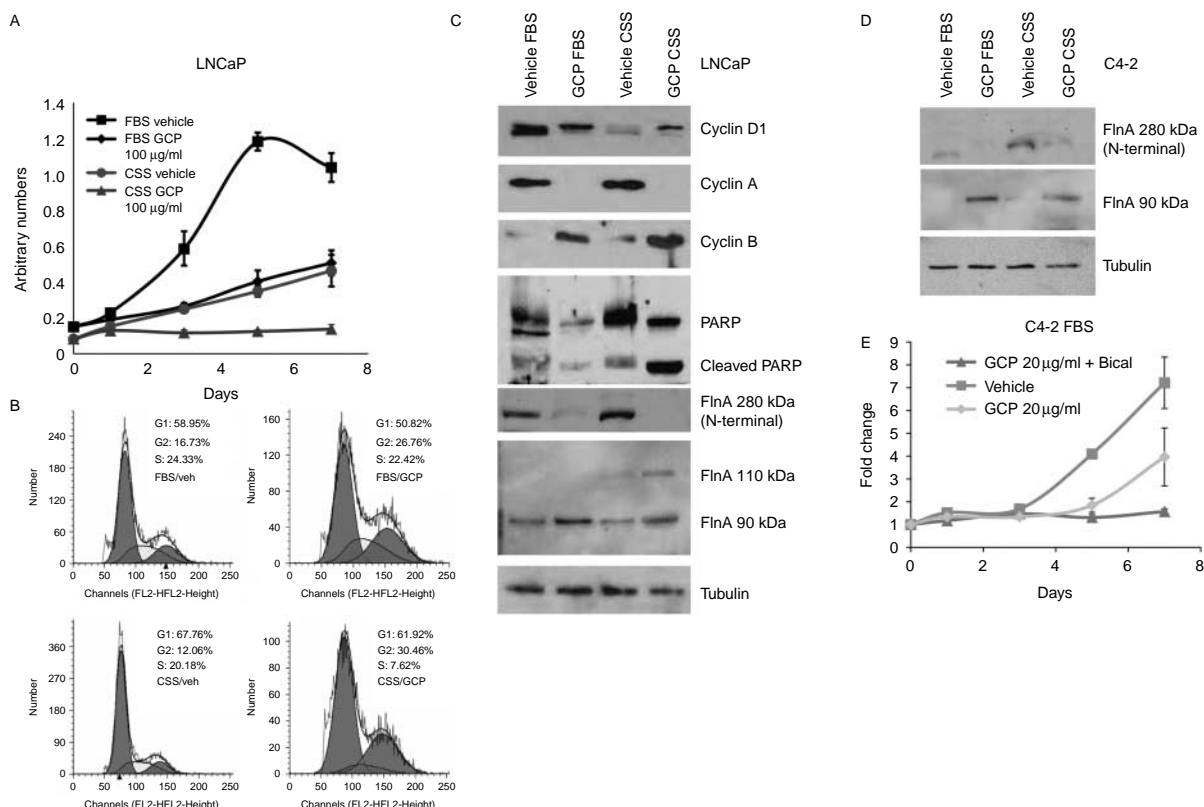 A
LNCaP
1.4
1.2
1.0
0.8
0.6
0.4
0.2
0
FBS vehicle
FBS GCP
100 µg/ml
CSS vehicle
CSS GCP
100 µg/ml
Arbitrary numbers
0 2 4 6 8
Days
B
240
180
120
60
0
Number
G1: 58.95%
G2: 16.73%
S: 24.33%
FBS/veh
0 50 100 150 200 250
Channels (FL2-HFL2-Height)
160
120
80
40
0
Number
G1: 50.82%
G2: 26.76%
S: 22.42%
FBS/GCP
0 50 100 150 200 250
Channels (FL2-HFL2-Height)
360
270
180
90
0
Number
G1: 67.76%
G2: 12.06%
S: 20.18%
CSS/veh
0 50 100 150 200 250
Channels (FL2-HFL2-Height)
100
80
60
40
20
0
Number
G1: 61.92%
G2: 30.46%
S: 7.62%
CSS/GCP
0 50 100 150 200 250
Channels (FL2-HFL2-Height)
C
Vehicle FBS
GCP FBS
Vehicle CSS
GCP CSS
LNCaP
Cyclin D1
Cyclin A
Cyclin B
PARP
Cleaved PARP
FlnA 280 kDa
(N-terminal)
FlnA 110 kDa
FlnA 90 kDa
Tubulin
D
Vehicle FBS
GCP FBS
Vehicle CSS
GCP CSS
C4-2
FlnA 280 kDa
(N-terminal)
FlnA 90 kDa
Tubulin
E
C4-2 FBS
9
8
7
6
5
4
3
2
1
0
GCP 20 µg/ml + Bical
Vehicle
GCP 20 µg/ml
Fold change
0 2 4 6 8
Days